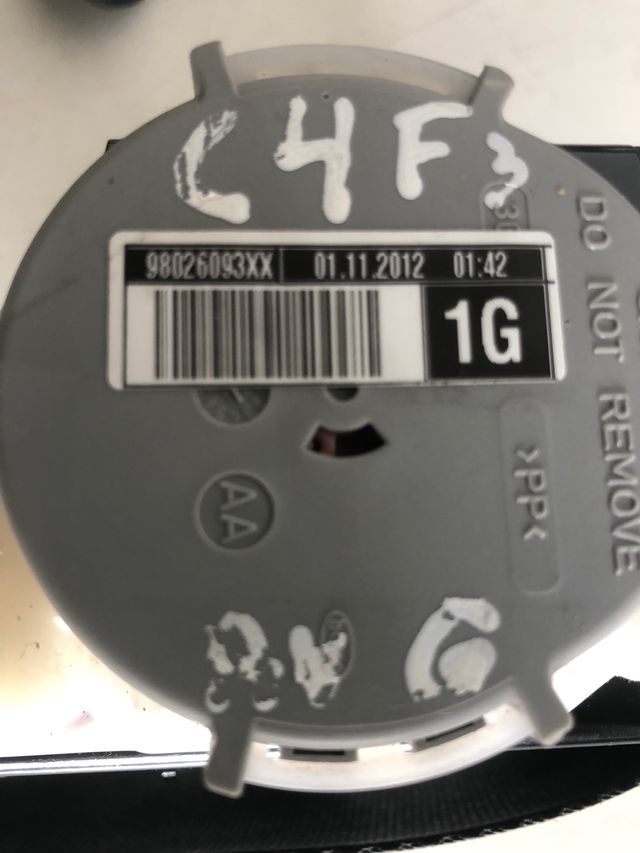 C4F3
98026093XX 01.11.2012 01:42
1G
DO NOT REMOVE
>PP<
AA